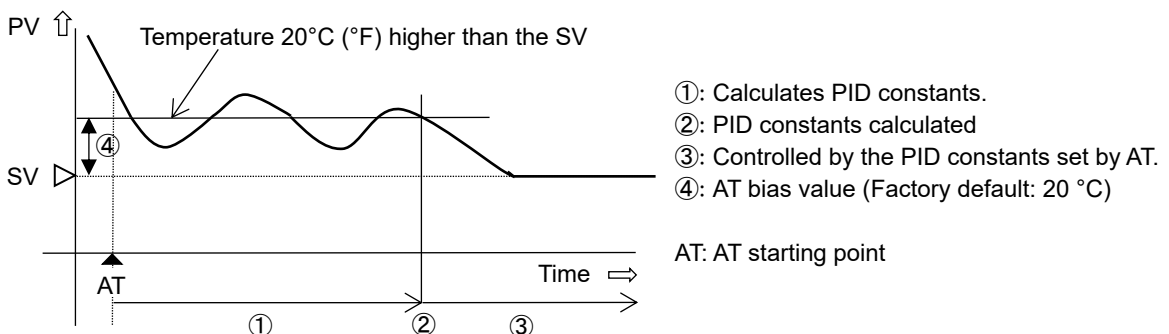 PV ⇧
Temperature 20°C (°F) higher than the SV
④
SV
AT
Time ⇨
① ② ③
①: Calculates PID constants.
②: PID constants calculated
③: Controlled by the PID constants set by AT.
④: AT bias value (Factory default: 20 °C)
AT: AT starting point